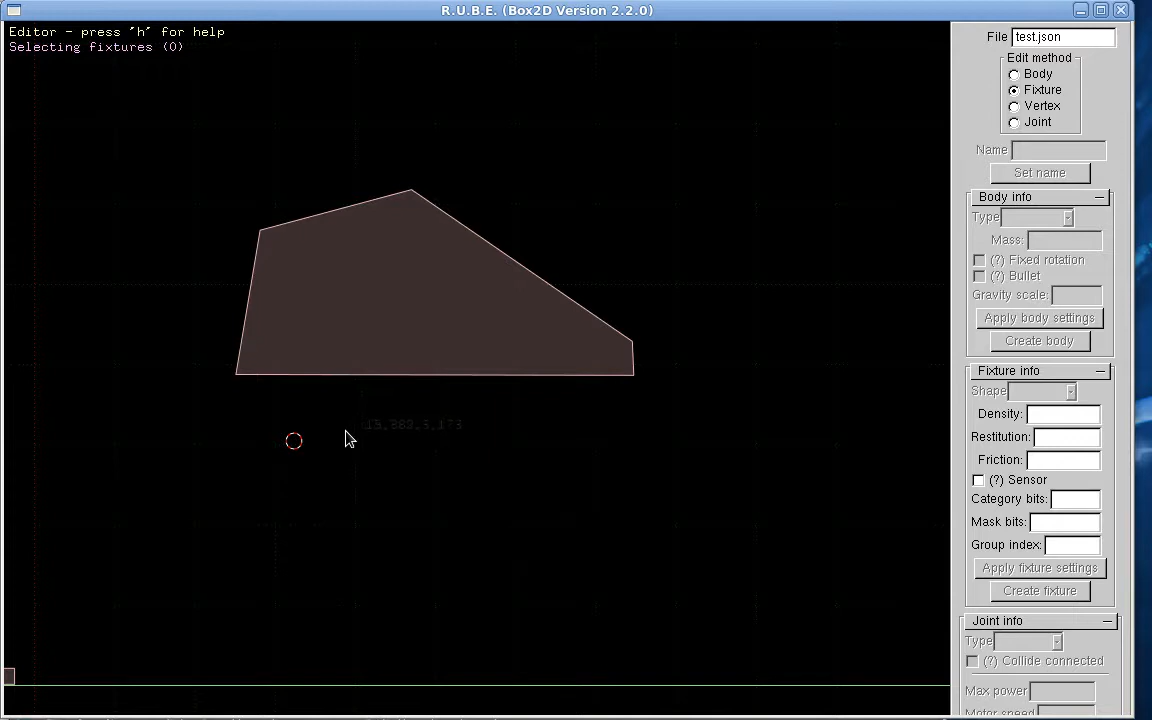 R.U.B.E. (Box2D Version 2.2.0)
Editor - press "h" for help
Selecting fixtures (0)
File test.json
Edit method
Body
Fixture
Vertex
Joint
Name
Set name
Body info
Type
Mass:
(?) Fixed rotation
(?) Bullet
Gravity scale:
Apply body settings
Create body
Fixture info
Shape
Density:
Restitution:
Friction:
(?) Sensor
Category bits:
Mask bits:
Group index:
Apply fixture settings
Create fixture
Joint info
Type
(?) Collide connected
Max power
Motor speed